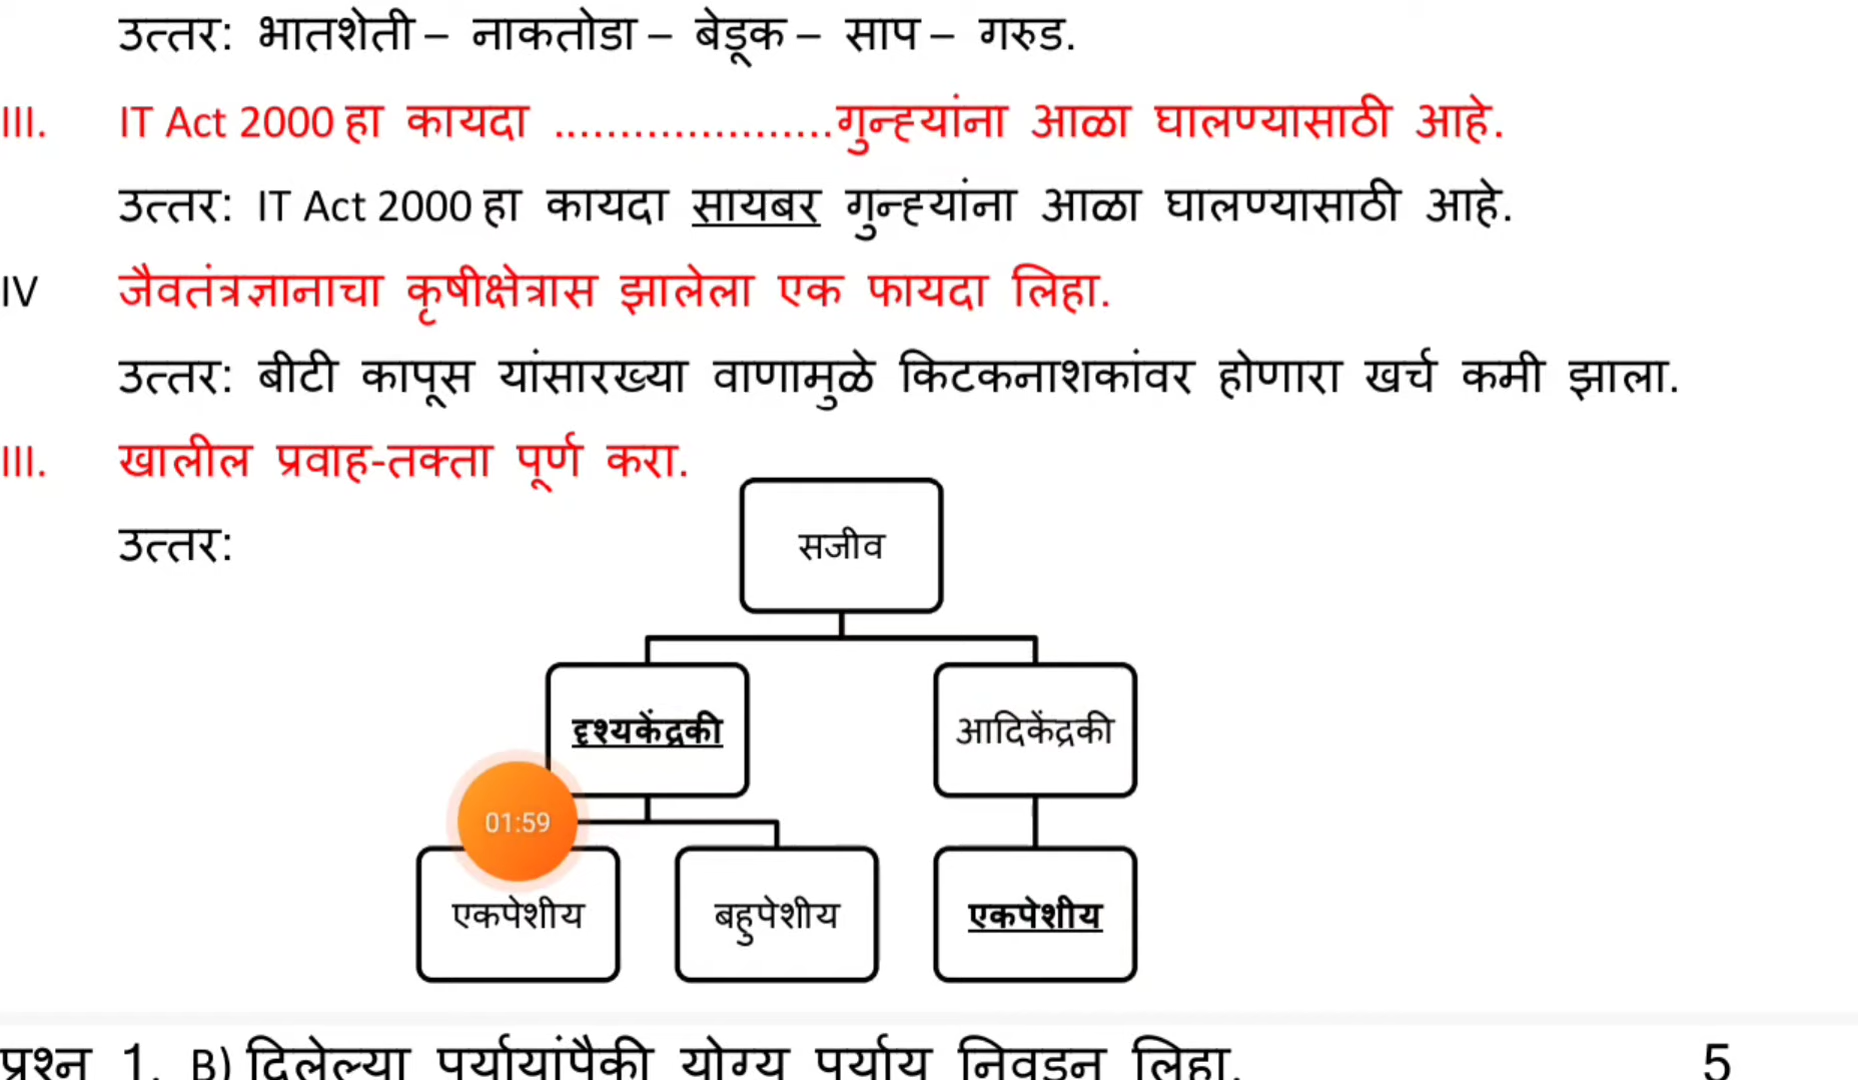 उत्तर: भातशेती – नाकतोडा – बेडूक – साप – गरुड.
III. IT Act 2000 हा कायदा .....................गुन्ह्यांना आळा घालण्यासाठी आहे.
उत्तर: IT Act 2000 हा कायदा सायबर गुन्ह्यांना आळा घालण्यासाठी आहे.
IV जैवतंत्रज्ञानाचा कृषीक्षेत्रास झालेला एक फायदा लिहा.
उत्तर: बीटी कापूस यांसारख्या वाणामुळे किटकनाशकांवर होणारा खर्च कमी झाला.
III. खालील प्रवाह-तक्ता पूर्ण करा.
उत्तर:
सजीव
दृश्यकेंद्रकी आदिकेंद्रकी
01:59
एकपेशीय बहुपेशीय एकपेशीय
प्रश्न 1. B) दिलेल्या पर्यायांपैकी योग्य पर्याय निवडून लिहा. 5